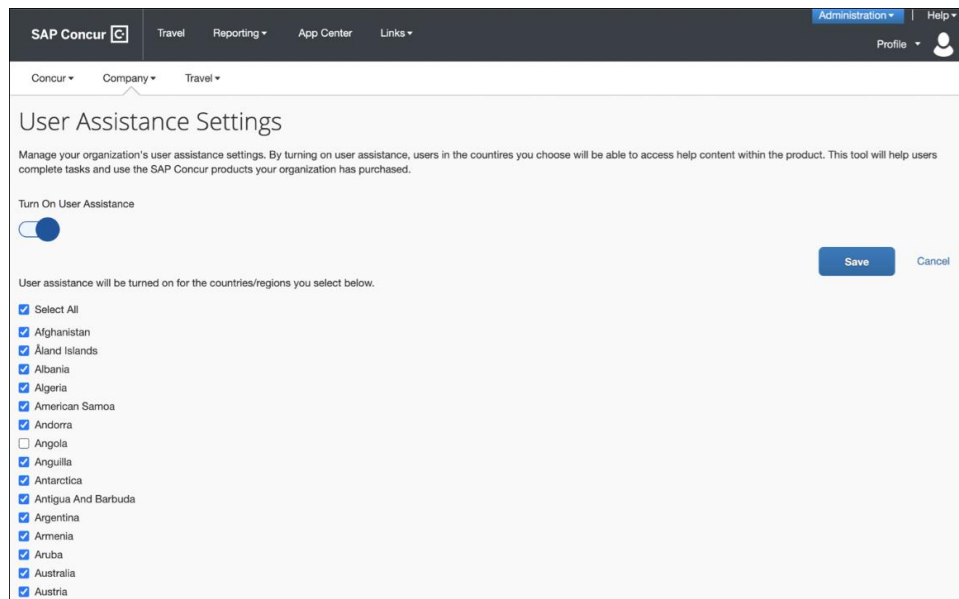 Administration | Help
SAP Concur C Travel Reporting App Center Links
Profile
Concur Company Travel
User Assistance Settings
Manage your organization's user assistance settings. By turning on user assistance, users in the countires you choose will be able to access help content within the product. This tool will help users
complete tasks and use the SAP Concur products your organization has purchased.
Turn On User Assistance
Save Cancel
User assistance will be turned on for the countries/regions you select below.
Select All
Afghanistan
Åland Islands
Albania
Algeria
American Samoa
Andorra
Angola
Anguilla
Antarctica
Antigua And Barbuda
Argentina
Armenia
Aruba
Australia
Austria